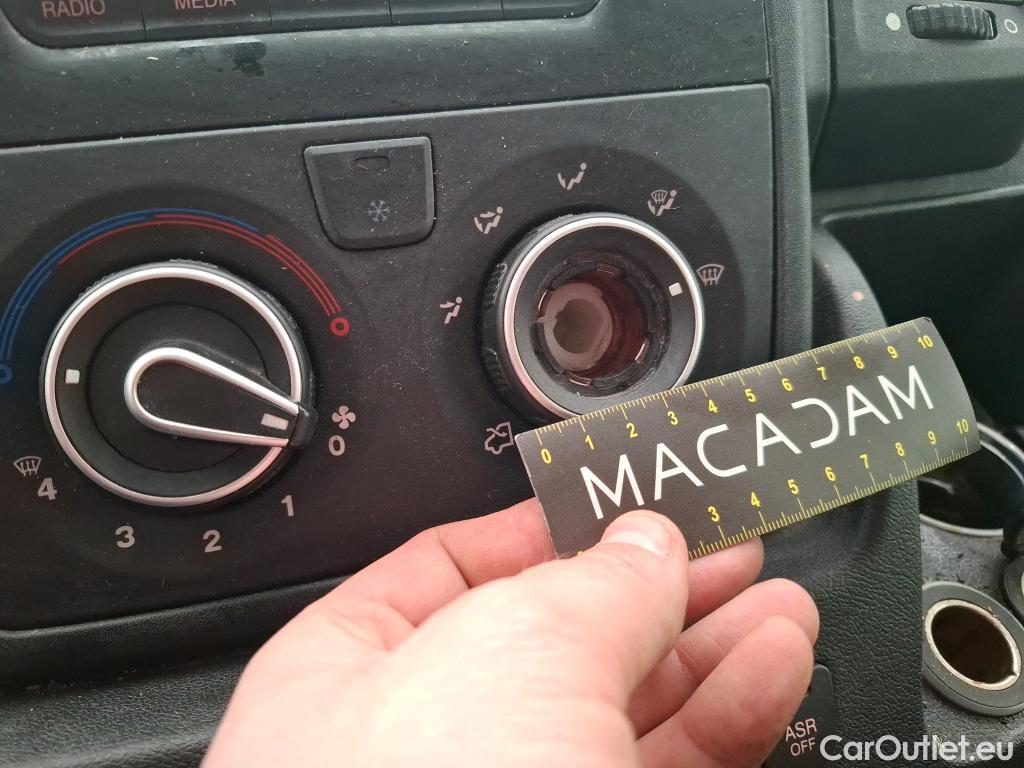 RADIO
MEDIA
0
4
3
2
1
0 1 2 3 4 5 6 7 8 9 10
MACADAM
3 4 5 6 7 8 9 10
ASR
OFF
CarOutlet.eu